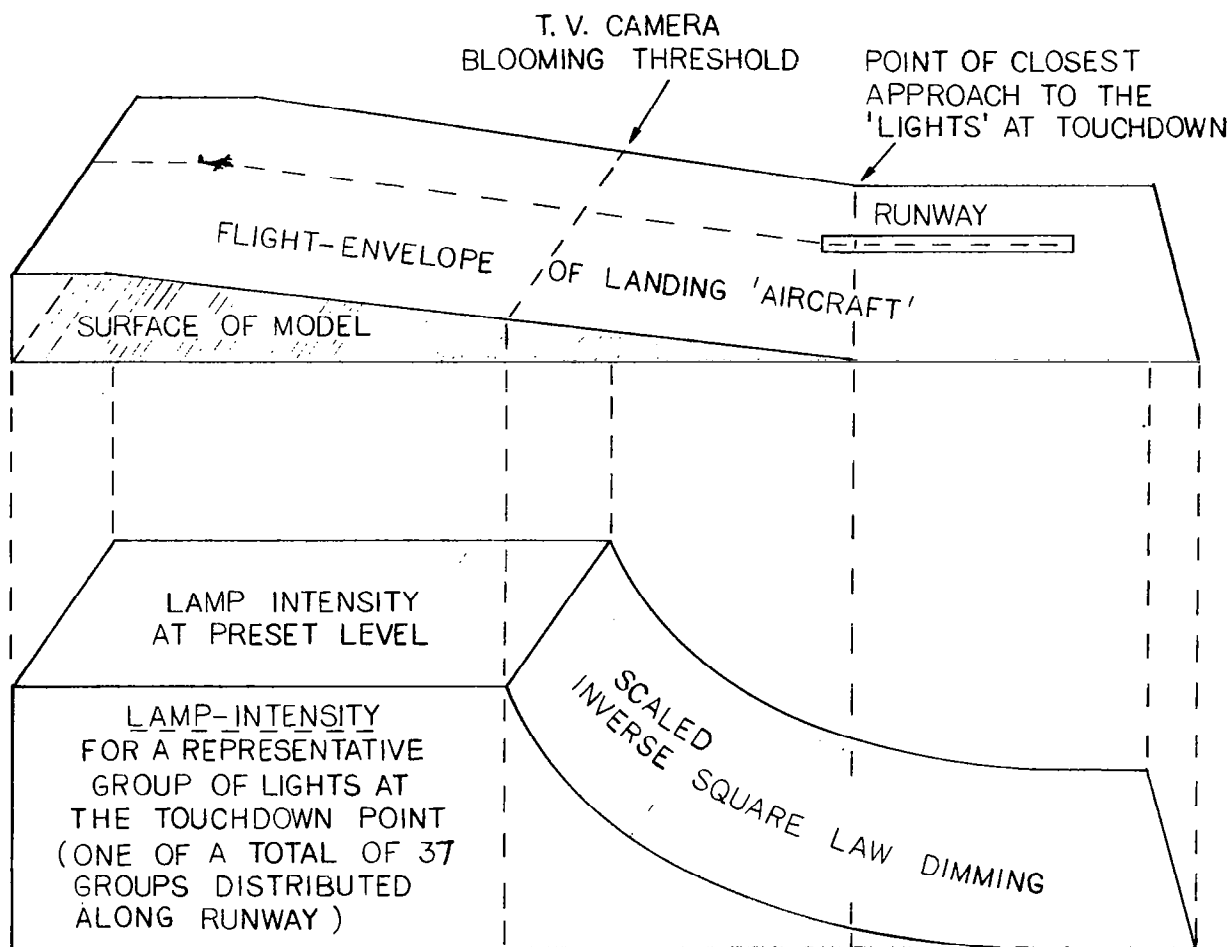 T. V. CAMERA
BLOOMING THRESHOLD
POINT OF CLOSEST
APPROACH TO THE
'LIGHTS' AT TOUCHDOWN
RUNWAY
FLIGHT-ENVELOPE OF LANDING 'AIRCRAFT'
SURFACE OF MODEL
LAMP INTENSITY
AT PRESET LEVEL
SCALED
INVERSE SQUARE LAW DIMMING
LAMP-INTENSITY
FOR A REPRESENTATIVE
GROUP OF LIGHTS AT
THE TOUCHDOWN POINT
(ONE OF A TOTAL OF 37
GROUPS DISTRIBUTED
ALONG RUNWAY)